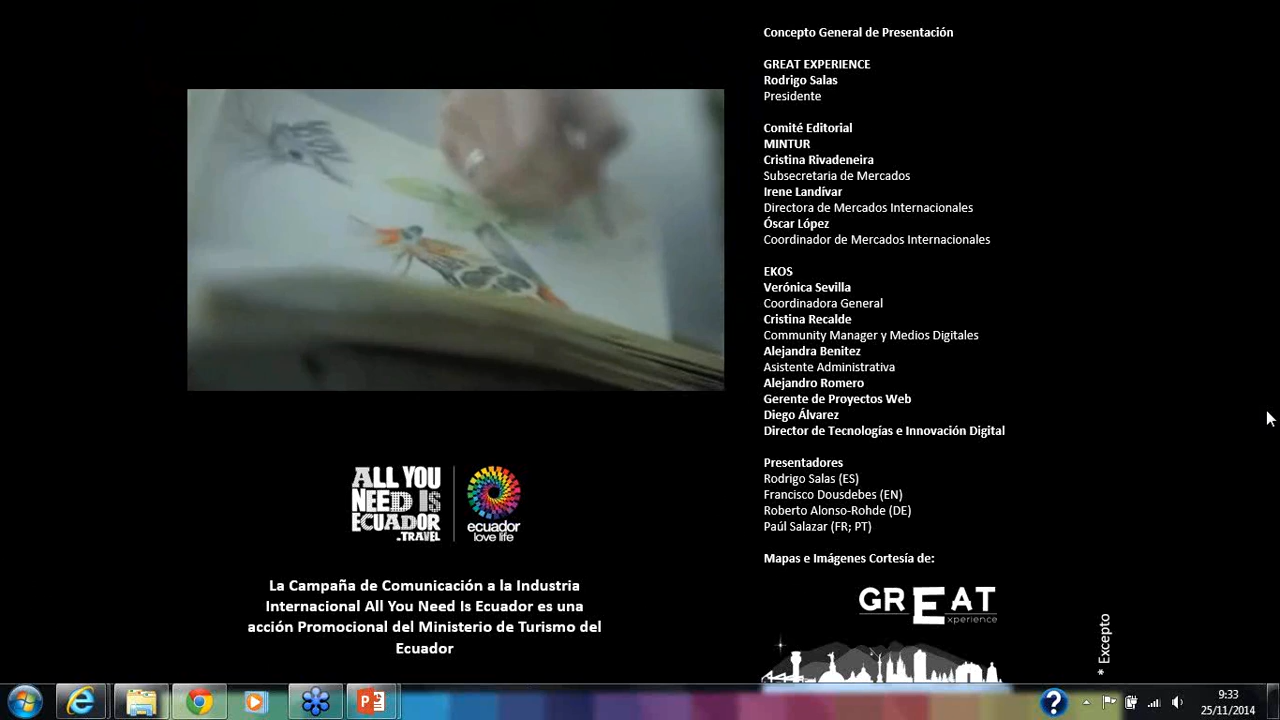 Concepto General de Presentación
GREAT EXPERIENCE
Rodrigo Salas
Presidente
Comité Editorial
MINTUR
Cristina Rivadeneira
Subsecretaria de Mercados
Irene Landívar
Directora de Mercados Internacionales
Óscar López
Coordinador de Mercados Internacionales
EKOS
Verónica Sevilla
Coordinadora General
Cristina Recalde
Community Manager y Medios Digitales
Alejandra Benitez
Asistente Administrativa
Alejandro Romero
Gerente de Proyectos Web
Diego Álvarez
Director de Tecnologías e Innovación Digital
Presentadores
Rodrigo Salas (ES)
Francisco Dousdebes (EN)
Roberto Alonso-Rohde (DE)
Paúl Salazar (FR; PT)
Mapas e Imágenes Cortesía de:
GREAT
xperience
* Excepto
ALL YOU
NEED IS
ECUADOR
.TRAVEL
ecuador
love life
La Campaña de Comunicación a la Industria
Internacional All You Need Is Ecuador es una
acción Promocional del Ministerio de Turismo del
Ecuador
9:33
25/11/2014